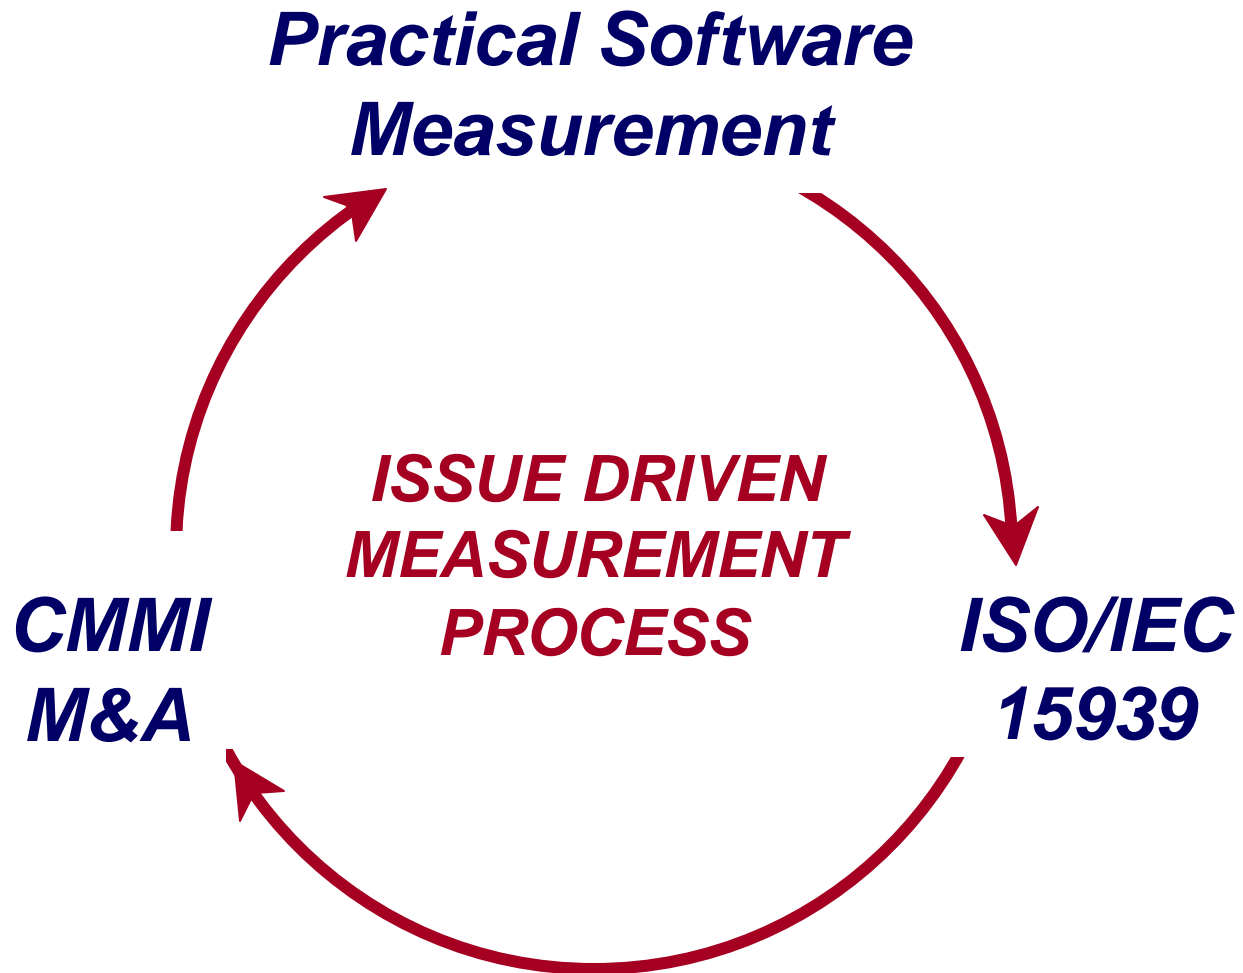 Practical Software
Measurement
ISSUE DRIVEN
MEASUREMENT
PROCESS
CMMI
M&A
ISO/IEC
15939